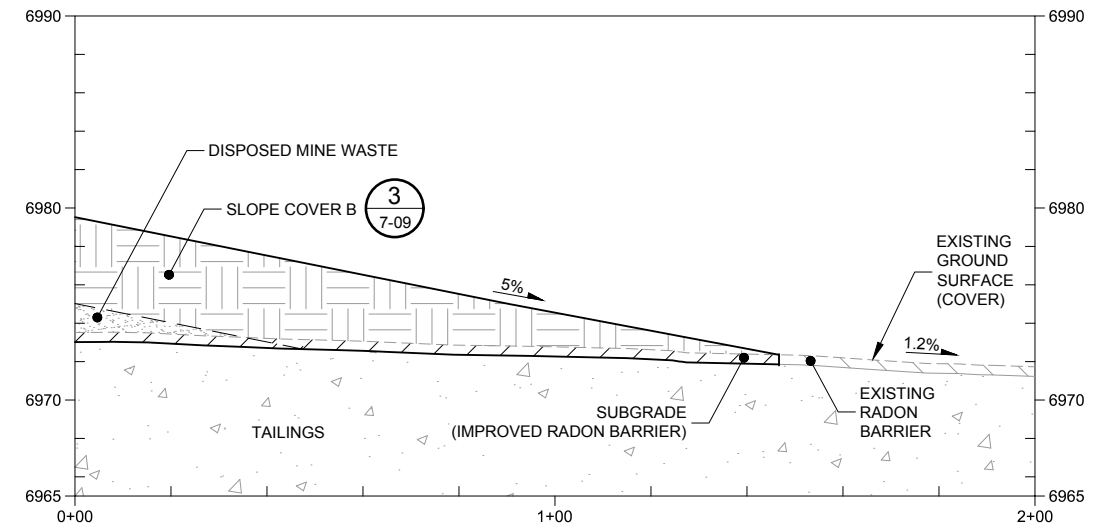 6990
6990
DISPOSED MINE WASTE
3
7-09
SLOPE COVER B
6980
6980
EXISTING
GROUND
SURFACE
(COVER)
5%
1.2%
6970
6970
SUBGRADE
(IMPROVED RADON BARRIER)
EXISTING
RADON
BARRIER
TAILINGS
6965
6965
0+00
1+00
2+00